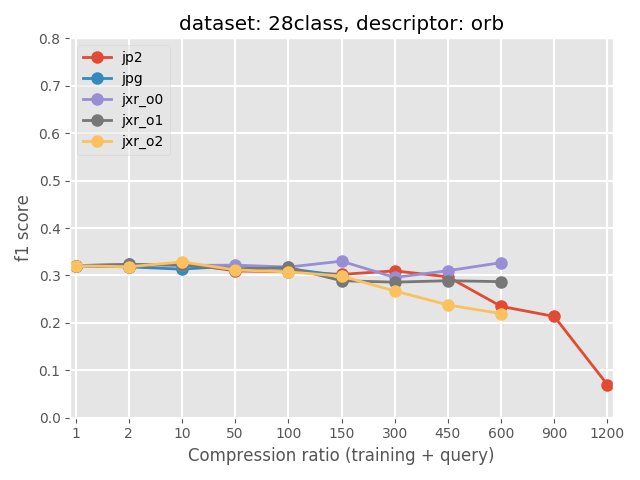 dataset: 28class, descriptor: orb
0.8
0.7
0.6
0.5
0.4
0.3
0.2
0.1
0.0
f1 score
jp2
jpg
jxr_o0
jxr_o1
jxr_o2
1 2 10 50 100 150 300 450 600 900 1200
Compression ratio (training + query)